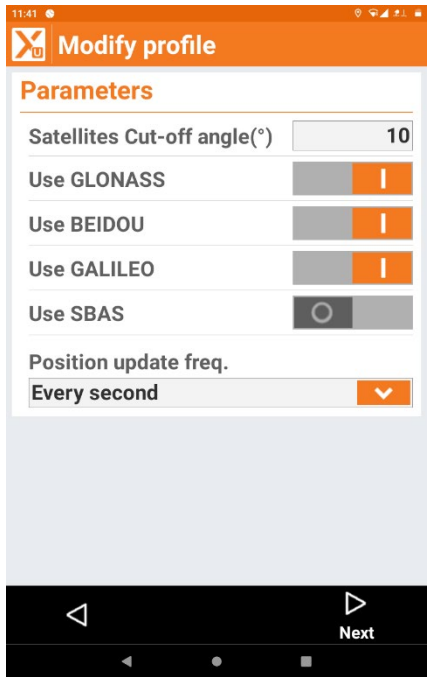 11:41
XU
Modify profile
Parameters
Satellites Cut-off angle(°) 10
Use GLONASS
Use BEIDOU
Use GALILEO
Use SBAS
Position update freq.
Every second
Next